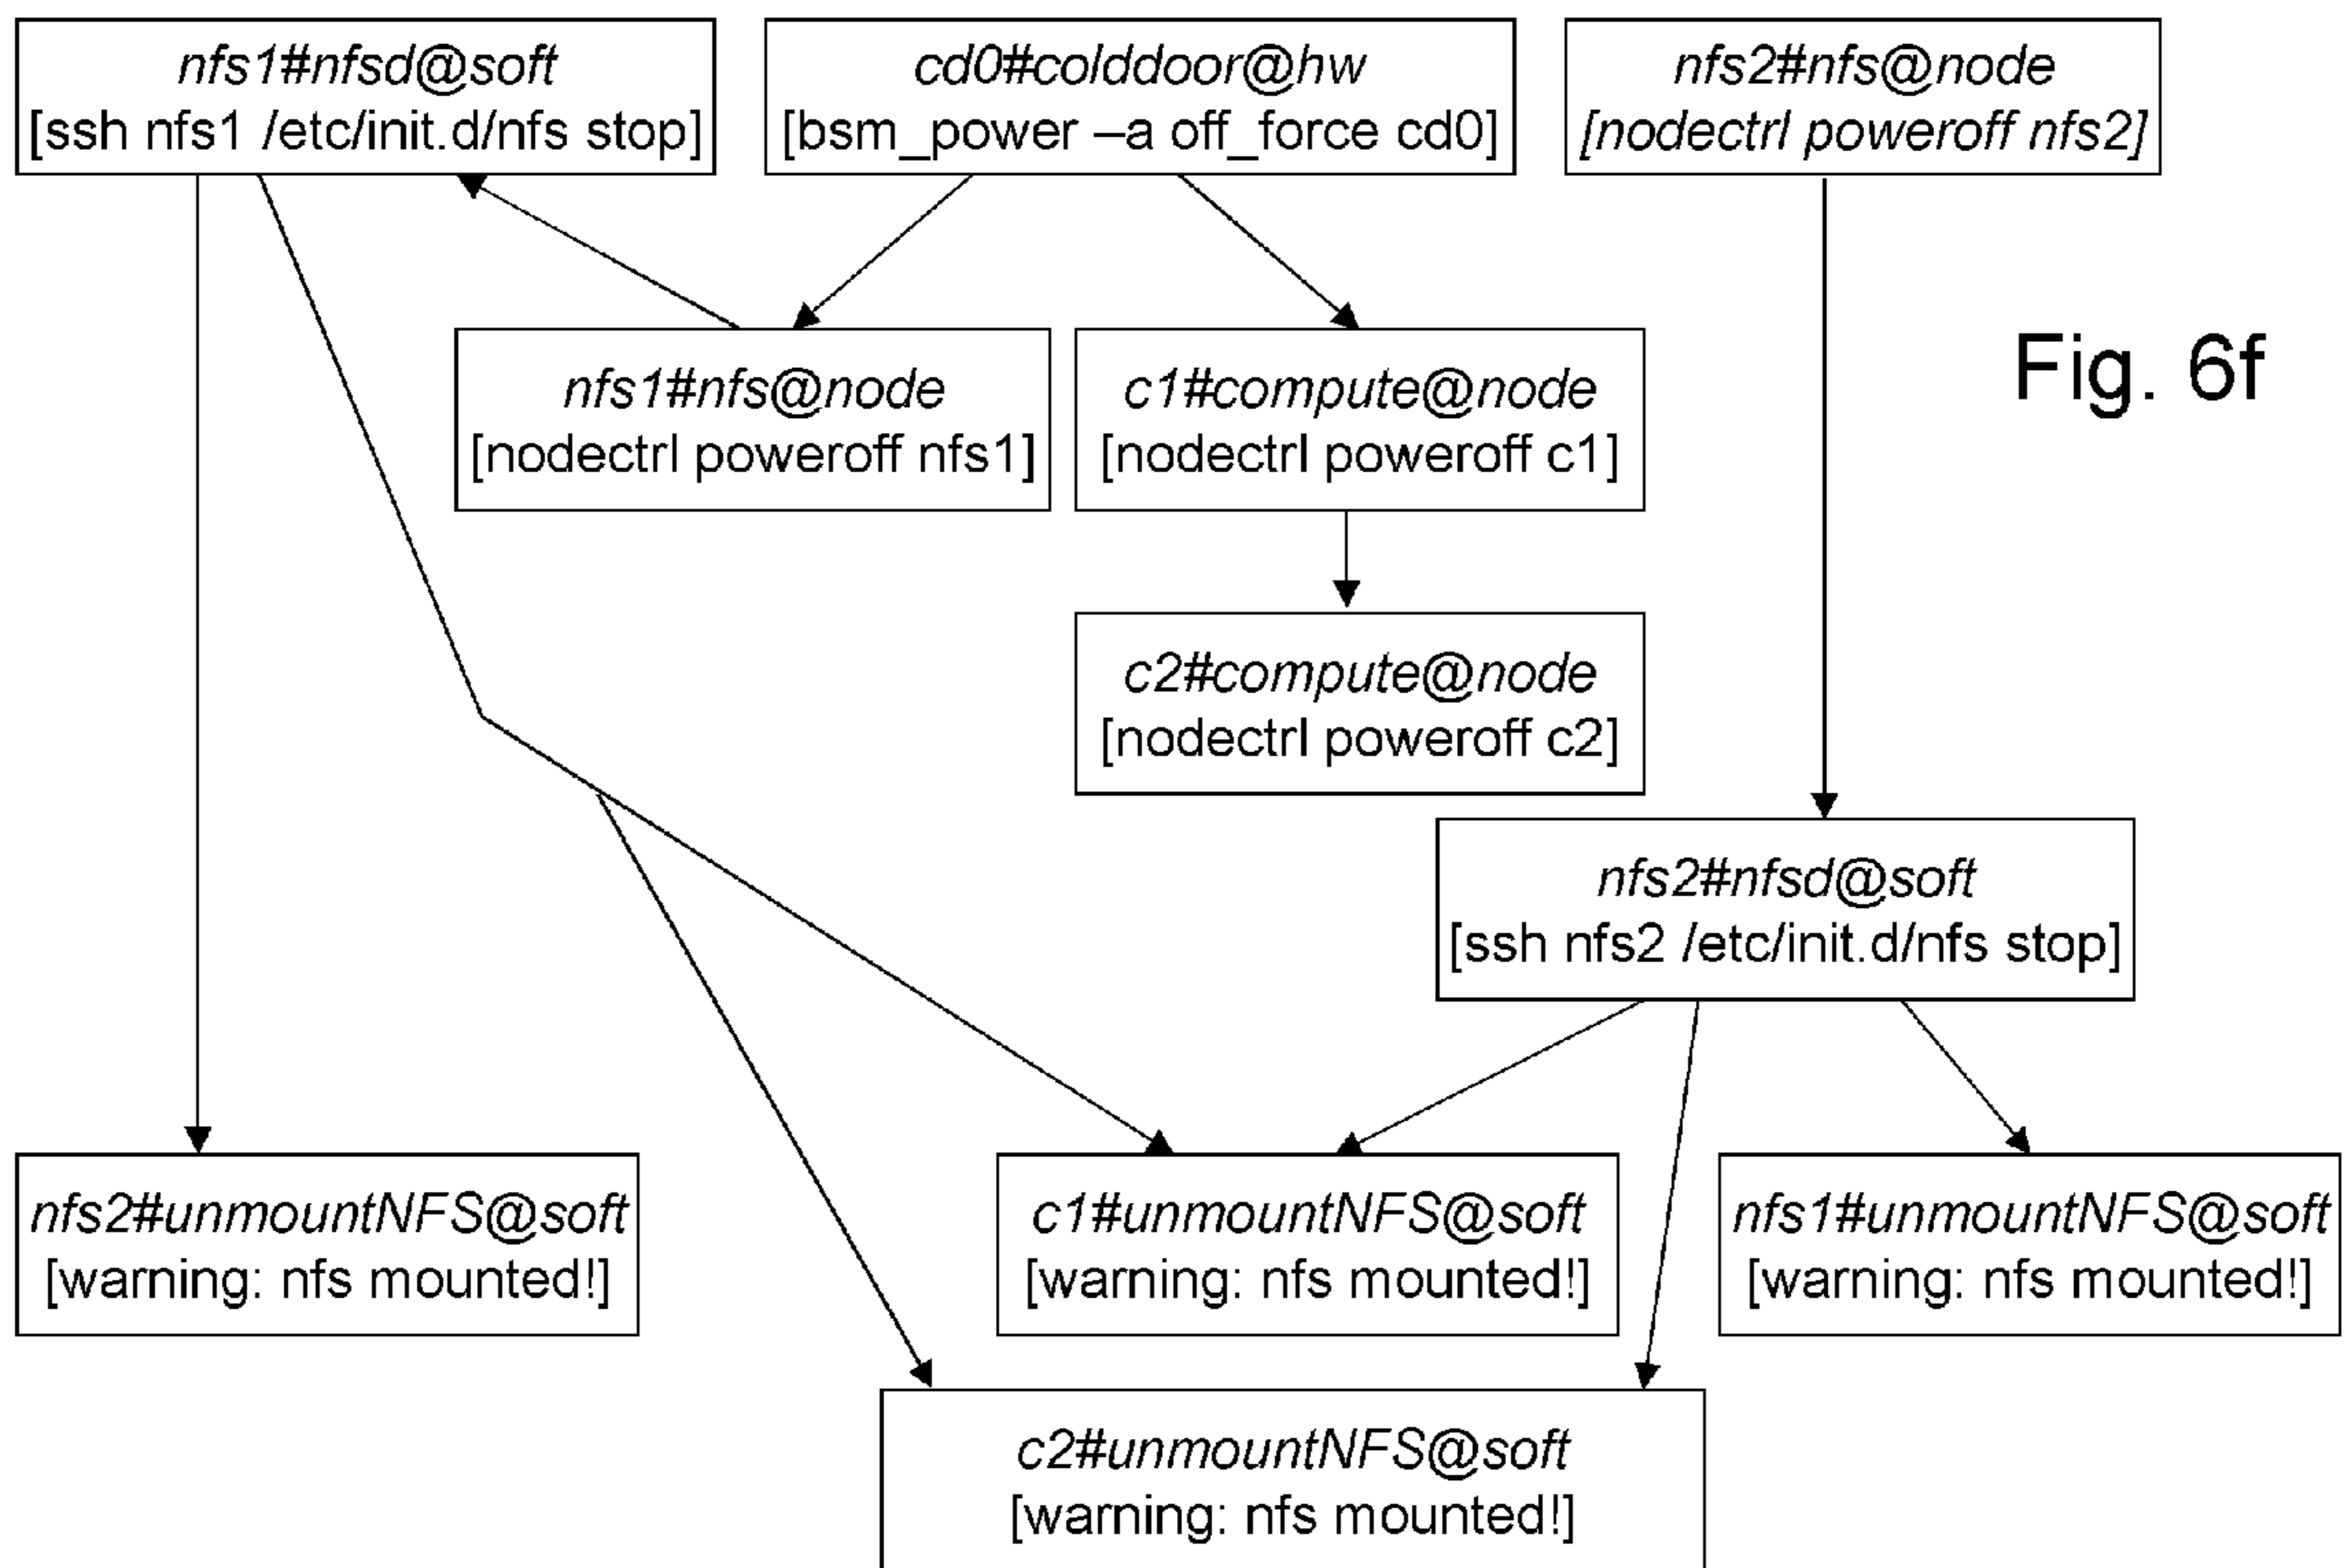 nfs1#nfsd@soft
[ssh nfs1 /etc/init.d/nfs stop]
cd0#colddoor@hw
[bsm_power –a off_force cd0]
nfs2#nfs@node
[nodectrl poweroff nfs2]
nfs1#nfs@node
[nodectrl poweroff nfs1]
c1#compute@node
[nodectrl poweroff c1]
Fig. 6f
c2#compute@node
[nodectrl poweroff c2]
nfs2#nfsd@soft
[ssh nfs2 /etc/init.d/nfs stop]
nfs2#unmountNFS@soft
[warning: nfs mounted!]
c1#unmountNFS@soft
[warning: nfs mounted!]
nfs1#unmountNFS@soft
[warning: nfs mounted!]
c2#unmountNFS@soft
[warning: nfs mounted!]